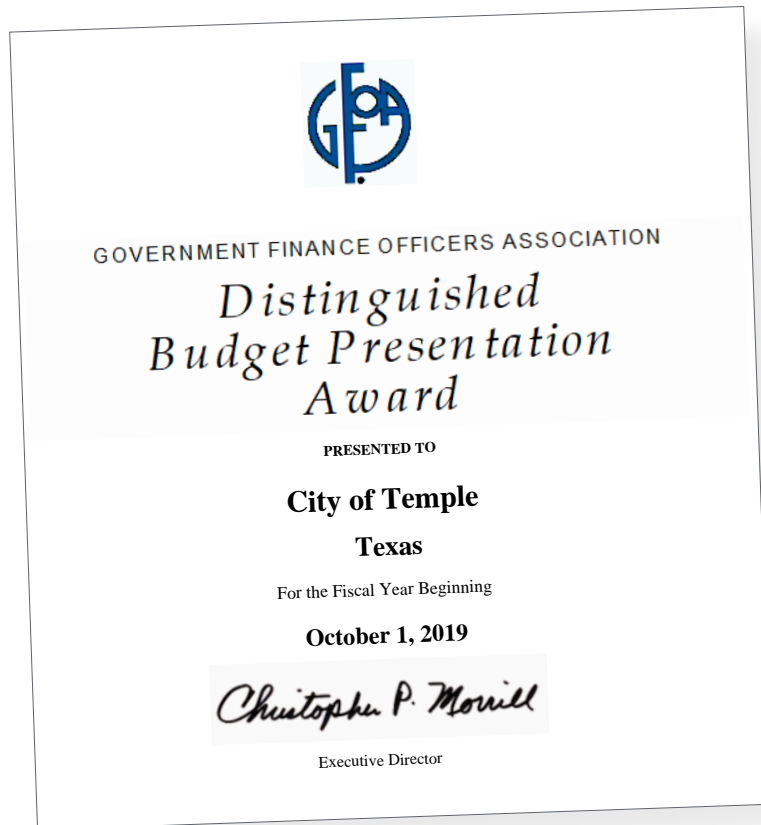 GFOA
GOVERNMENT FINANCE OFFICERS ASSOCIATION
Distinguished
Budget Presentation
Award
PRESENTED TO
City of Temple
Texas
For the Fiscal Year Beginning
October 1, 2019
Christopher P. Morrill
Executive Director